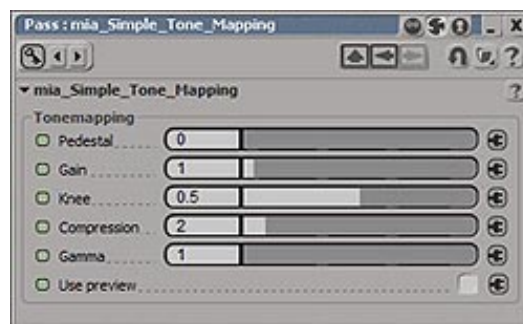 Pass : mia_Simple_Tone_Mapping
mia_Simple_Tone_Mapping
Tonemapping
Pedestal 0
Gain 1
Knee 0.5
Compression 2
Gamma 1
Use preview